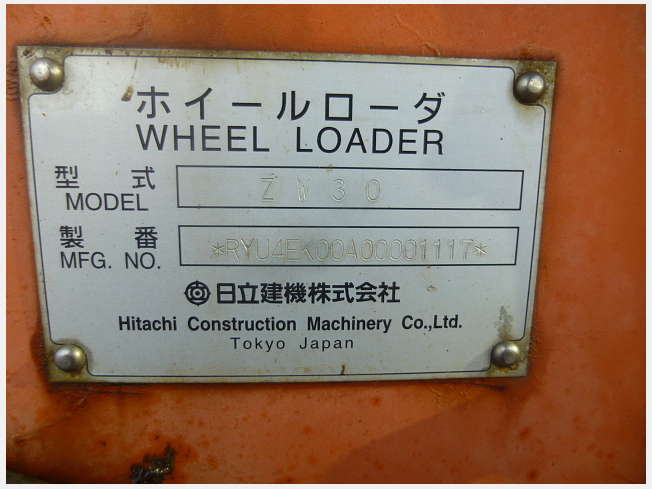 ホイールローダ
WHEEL LOADER
型式 ZW30
MODEL
製番 *RYU4EK00A00001117*
MFG. NO.
日立建機株式会社
Hitachi Construction Machinery Co.,Ltd.
Tokyo Japan